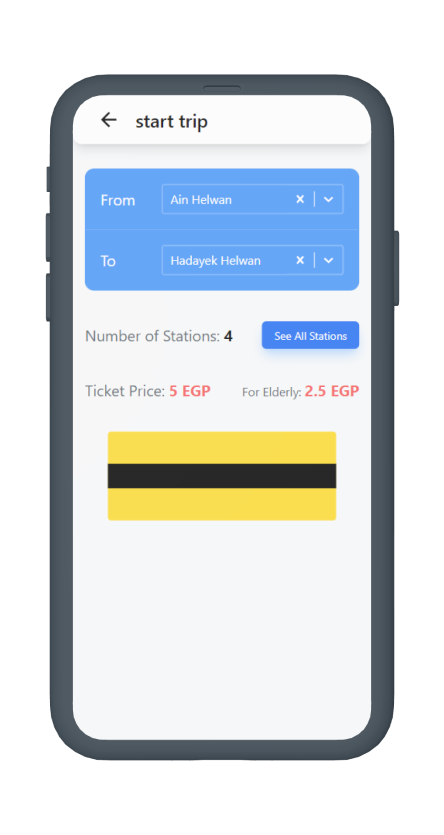 start trip
From
Ain Helwan
To
Hadayek Helwan
Number of Stations: 4
See All Stations
Ticket Price: 5 EGP
For Elderly: 2.5 EGP